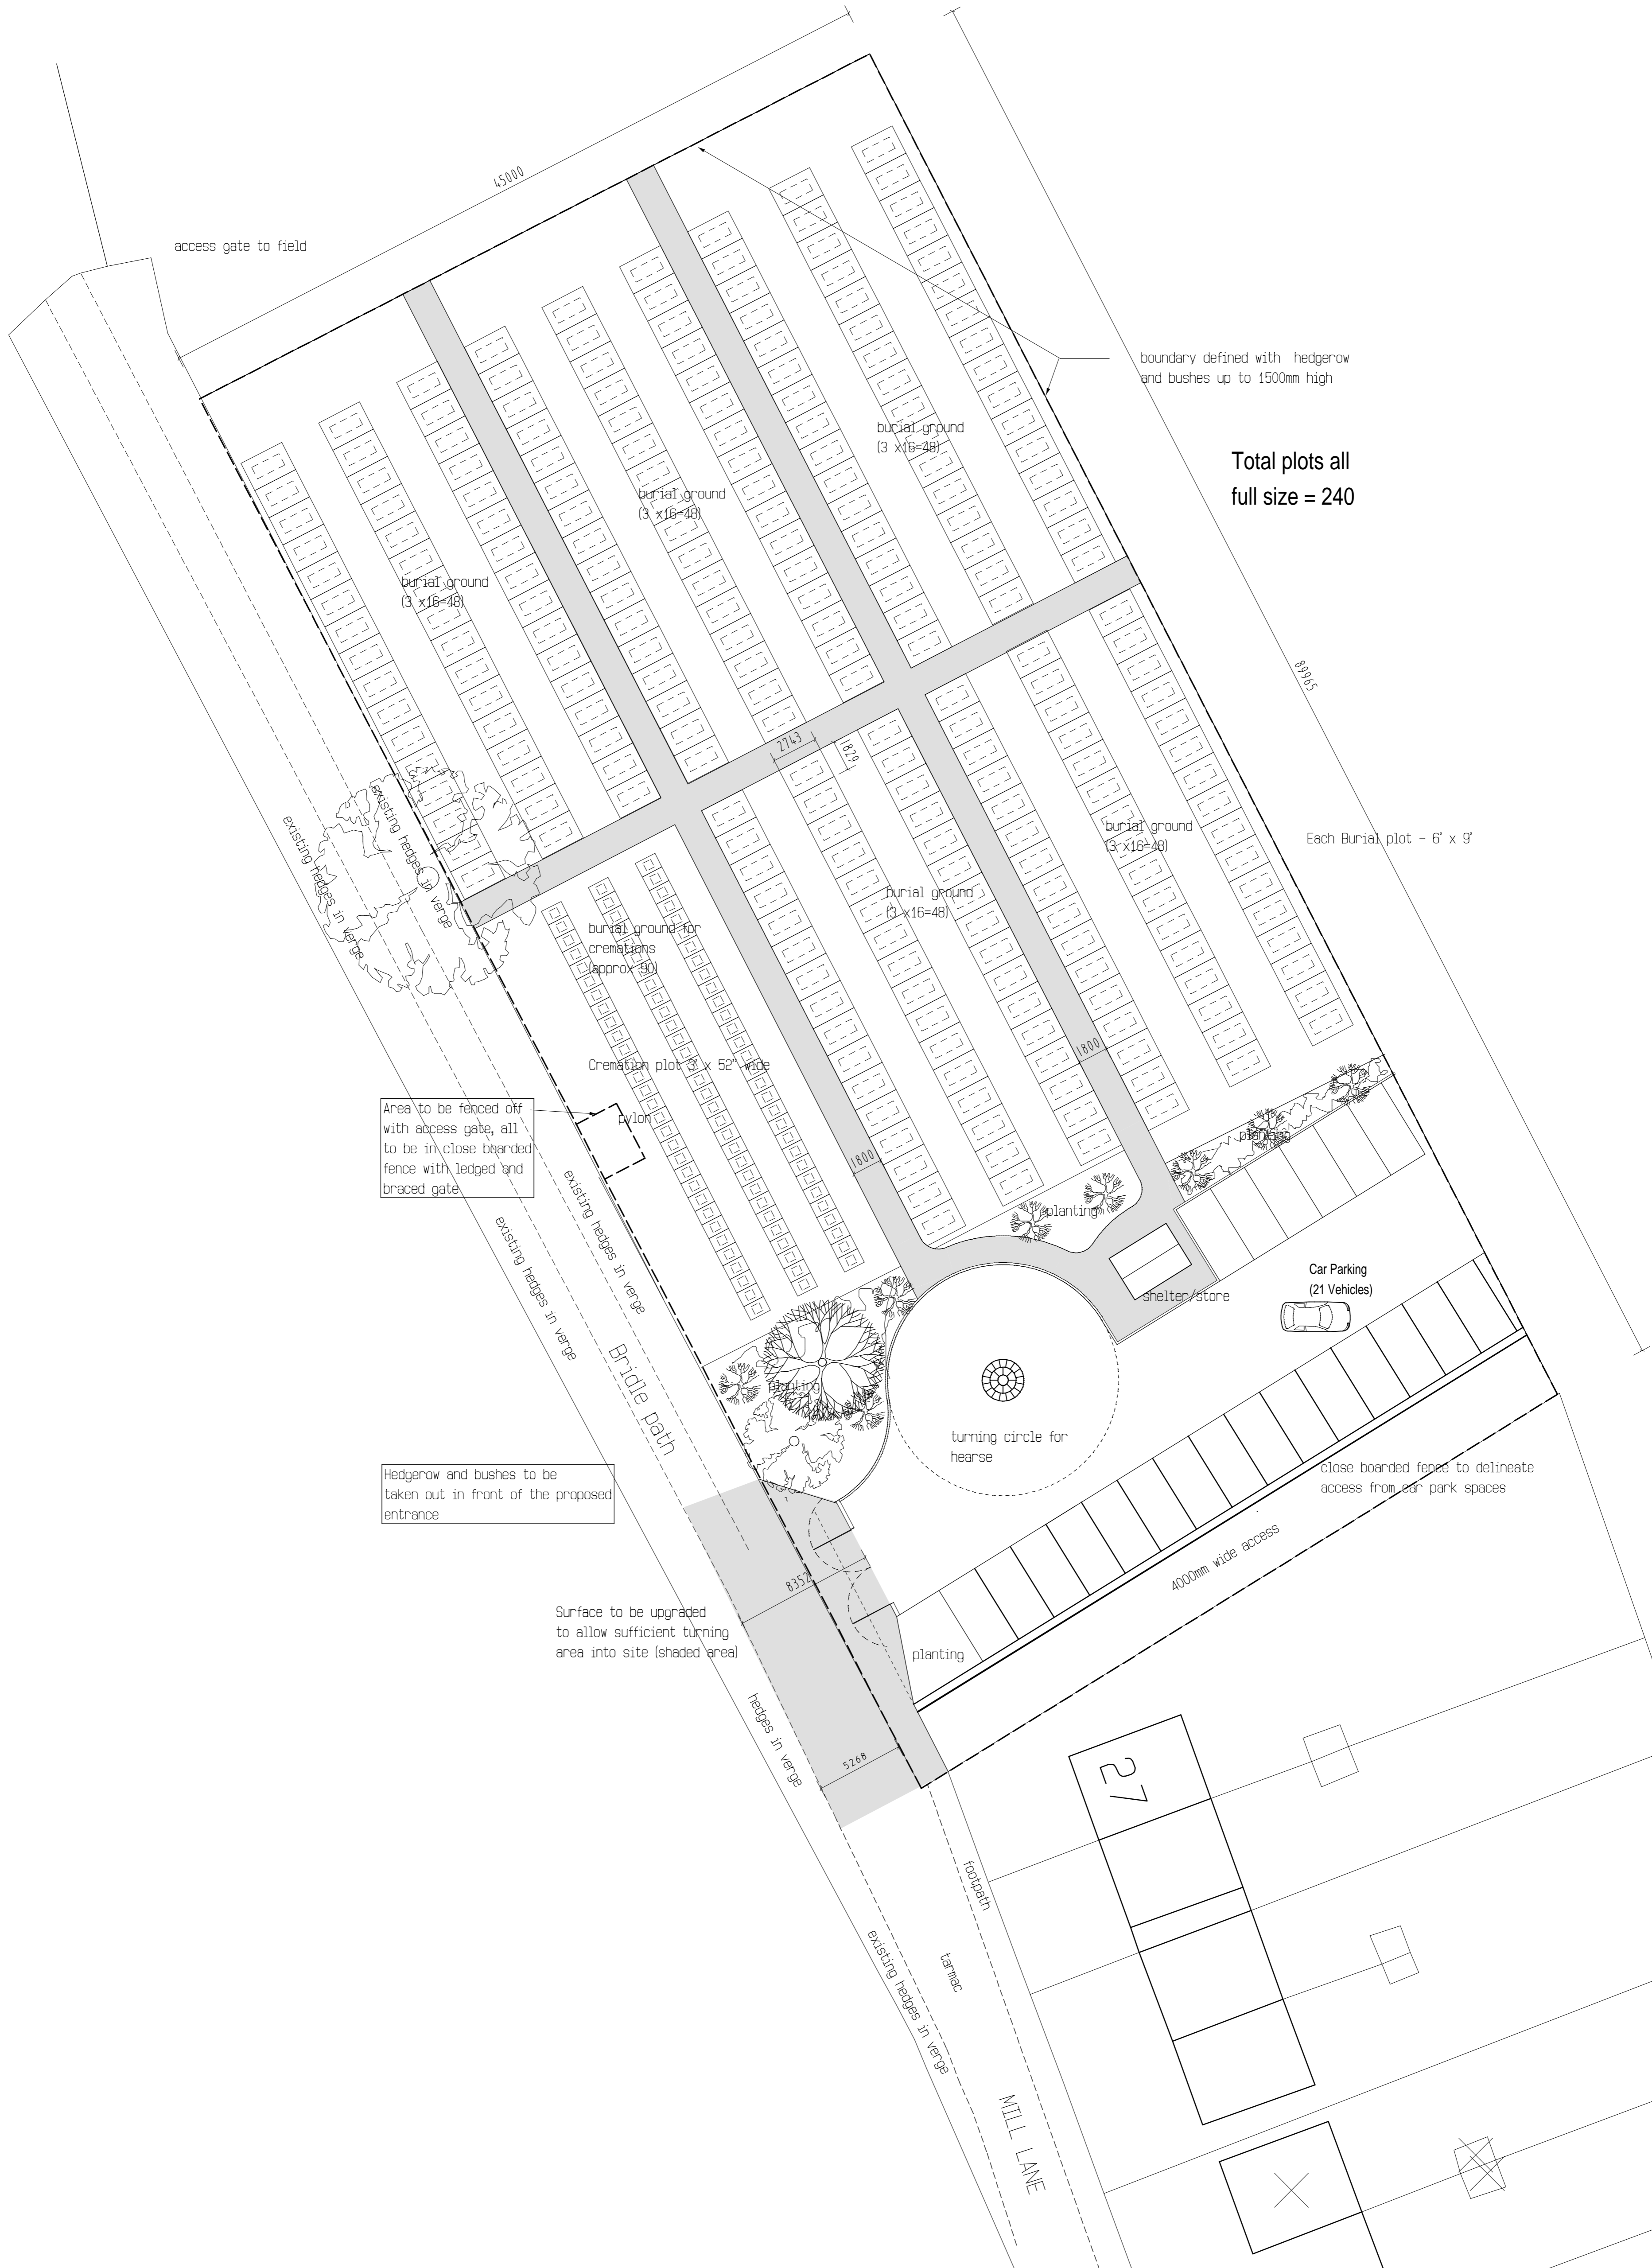 45000
access gate to field
boundary defined with hedgerow
and bushes up to 1500mm high
burial ground
(3 x16=48)
Total plots all
full size = 240
burial ground
(3 x16=48)
burial ground
(3 x16=48)
89965
2743
1829
existing hedges in verge
existing hedges in verge
burial ground
(3 x16=48)
Each Burial plot - 6' x 9'
burial ground
(3 x16=48)
burial ground for
cremations
(approx 90)
Cremation plot 3' x 52" wide
1800
Area to be fenced off
with access gate, all
to be in close boarded
fence with ledged and
braced gate
pylon
planting
1800
existing hedges in verge
planting
existing hedges in verge
Car Parking
(21 Vehicles)
shelter/store
Bridle path
planting
turning circle for
hearse
Hedgerow and bushes to be
taken out in front of the proposed
entrance
close boarded fence to delineate
access from car park spaces
4000mm wide access
8352
Surface to be upgraded
to allow sufficient turning
area into site (shaded area)
planting
hedges in verge
5268
27
footpath
existing hedges in verge
tarmac
MILL LANE